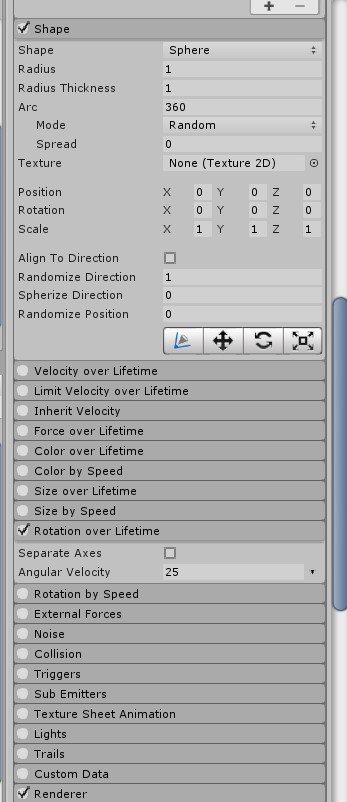 Shape
Shape Sphere
Radius 1
Radius Thickness 1
Arc 360
Mode Random
Spread 0
Texture None (Texture 2D)
Position X 0 Y 0 Z 0
Rotation X 0 Y 0 Z 0
Scale X 1 Y 1 Z 1
Align To Direction
Randomize Direction 1
Spherize Direction 0
Randomize Position 0
Velocity over Lifetime
Limit Velocity over Lifetime
Inherit Velocity
Force over Lifetime
Color over Lifetime
Color by Speed
Size over Lifetime
Size by Speed
Rotation over Lifetime
Separate Axes
Angular Velocity 25
Rotation by Speed
External Forces
Noise
Collision
Triggers
Sub Emitters
Texture Sheet Animation
Lights
Trails
Custom Data
Renderer